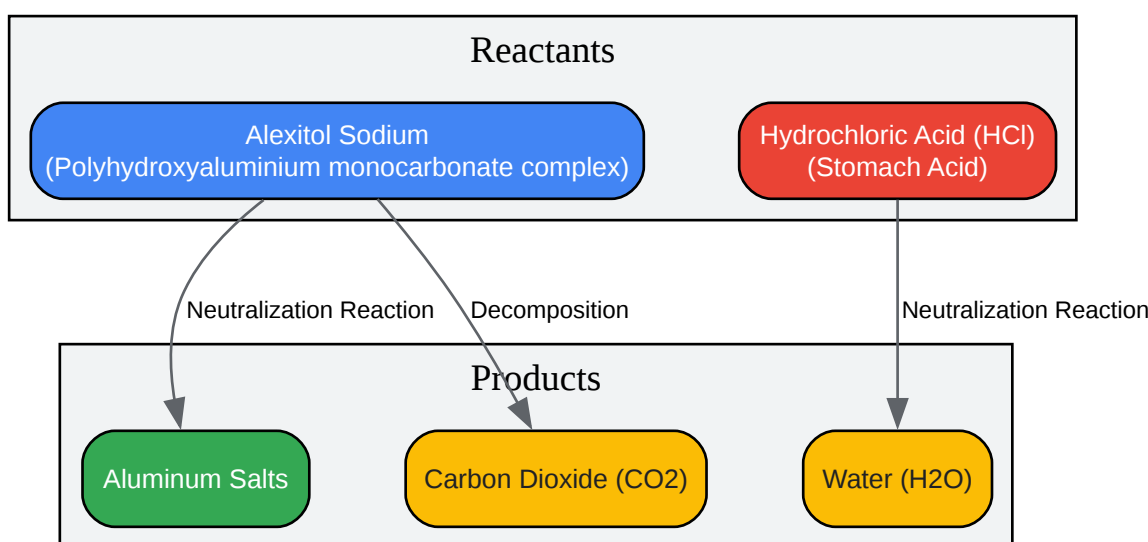 Reactants
Alexitol Sodium
(Polyhydroxyaluminium monocarbonate complex)
Hydrochloric Acid (HCl)
(Stomach Acid)
Neutralization Reaction
Decomposition
Neutralization Reaction
Products
Aluminum Salts
Carbon Dioxide (CO2)
Water (H2O)